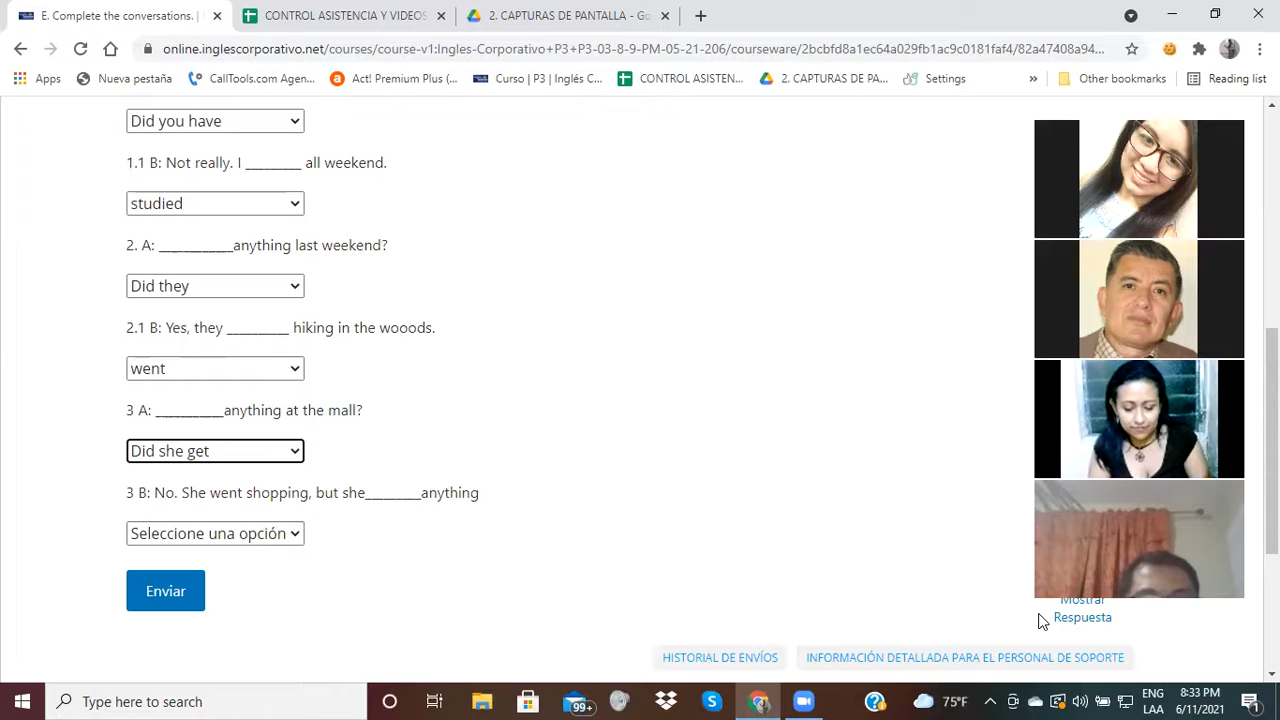 E. Complete the conversations. |
CONTROL ASISTENCIA Y VIDEOS
2. CAPTURAS DE PANTALLA - Go
online.inglescorporativo.net/courses/course-v1:Ingles-Corporativo+P3+P3-03-8-9-PM-05-21-206/courseware/2bcbfd8a1ec64a029fb1ac9c0181faf4/82a47408a94...
Apps
Nueva pestaña
CallTools.com Agen...
Act! Premium Plus (...
Curso | P3 | Inglés C...
CONTROL ASISTEN...
2. CAPTURAS DE PA...
Settings
»
Other bookmarks
Reading list
Did you have
1.1 B: Not really. I _________ all weekend.
studied
2. A: ____________anything last weekend?
Did they
2.1 B: Yes, they __________ hiking in the wooods.
went
3 A: ___________anything at the mall?
Did she get
3 B: No. She went shopping, but she_________anything
Seleccione una opción
Enviar
Mostrar
Respuesta
HISTORIAL DE ENVÍOS
INFORMACIÓN DETALLADA PARA EL PERSONAL DE SOPORTE
Type here to search
99+
75°F
ENG
LAA
8:33 PM
6/11/2021
1